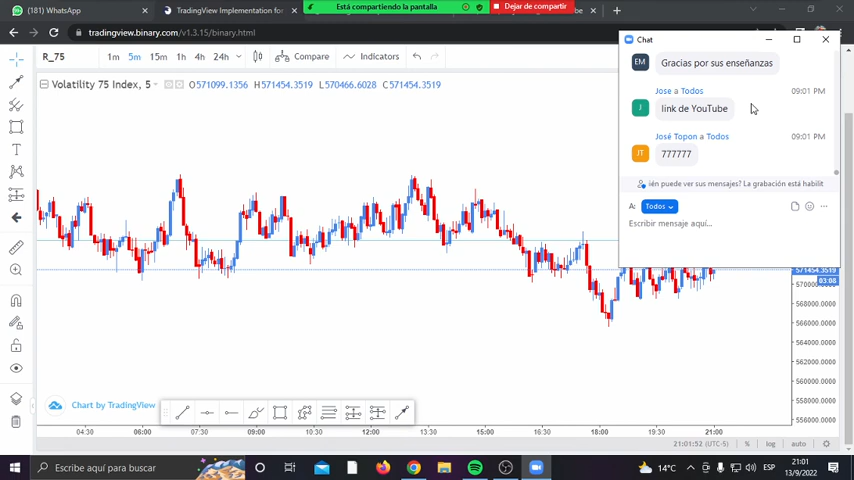 (181) WhatsApp
TradingView Implementation for
Está compartiendo la pantalla
Dejar de compartir
tradingview.binary.com/v1.3.15/binary.html
R_75
1m 5m 15m 1h 4h 24h
Compare
Indicators
Volatility 75 Index, 5
O571099.1356 H571454.3519 L570466.6028 C571454.3519
Chat
EM
Gracias por sus enseñanzas
Jose a Todos 09:01 PM
J
link de YouTube
José Topon a Todos 09:01 PM
JT
777777
ién puede ver sus mensajes? La grabación está habilit
A: Todos
Escribir mensaje aquí...
571454.3519
03:08
570000.0000
568000.0000
566000.0000
564000.0000
562000.0000
560000.0000
558000.0000
556000.0000
Chart by TradingView
04:30 06:00 07:30 09:00 10:30 12:00 13:30 15:00 16:30 18:00 19:30 21:00
21:01:52 (UTC-5) % log auto
Escribe aquí para buscar
14°C
ESP
21:01
13/9/2022